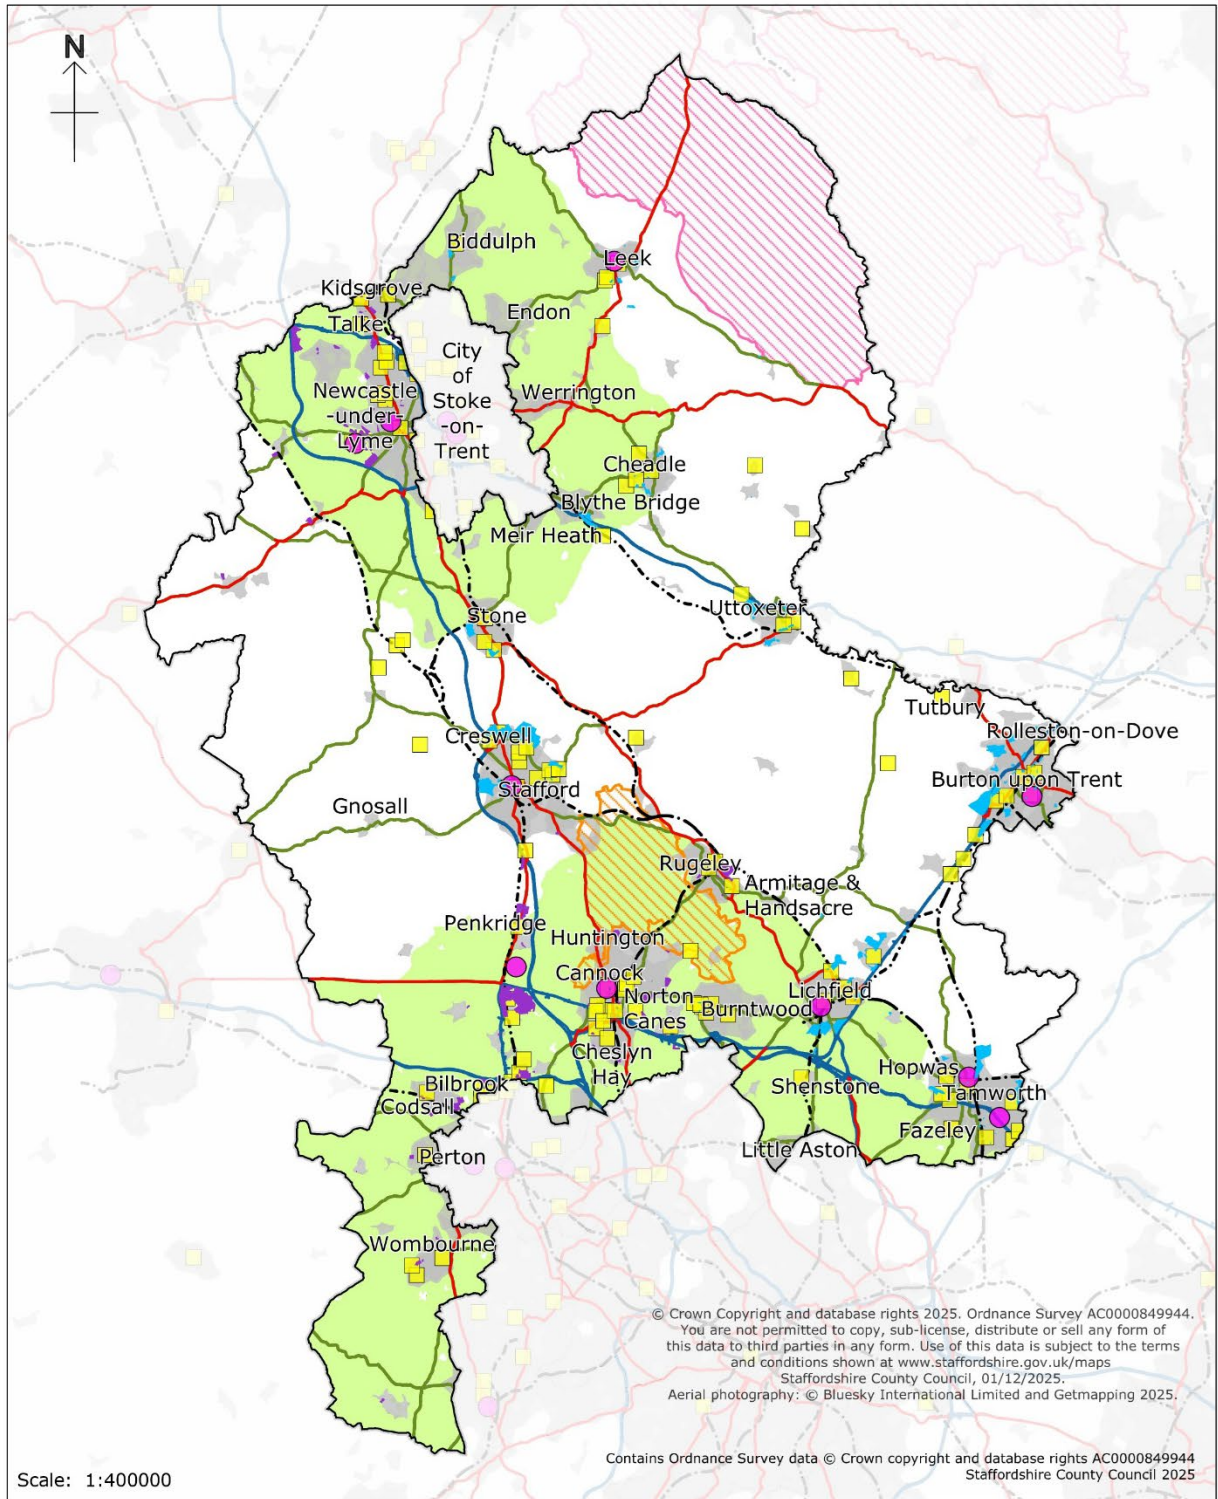 N
Biddulph
Leek
Kidsgrove
Endon
Talke
City
of
Stoke
-on-
Trent
Newcastle
-under-
Lyme
Werrington
Cheadle
Blythe Bridge
Meir Heath
Stone
Uttoxeter
Tutbury
Creswell
Rolleston-on-Dove
Stafford
Burton upon Trent
Gnosall
Rugeley
Armitage &
Handsacre
Penkridge
Huntington
Cannock
Norton
Canes
Burntwood
Lichfield
Cheslyn
Hay
Hopwas
Bilbrook
Shenstone
Tamworth
Codsall
Fazeley
Little Aston
Perton
Wombourne
© Crown Copyright and database rights 2025. Ordnance Survey AC0000849944.
You are not permitted to copy, sub-license, distribute or sell any form of
this data to third parties in any form. Use of this data is subject to the terms
and conditions shown at www.staffordshire.gov.uk/maps
Staffordshire County Council, 01/12/2025.
Aerial photography: © Bluesky International Limited and Getmapping 2025.
Contains Ordnance Survey data © Crown copyright and database rights AC0000849944
Staffordshire County Council 2025
Scale: 1:400000